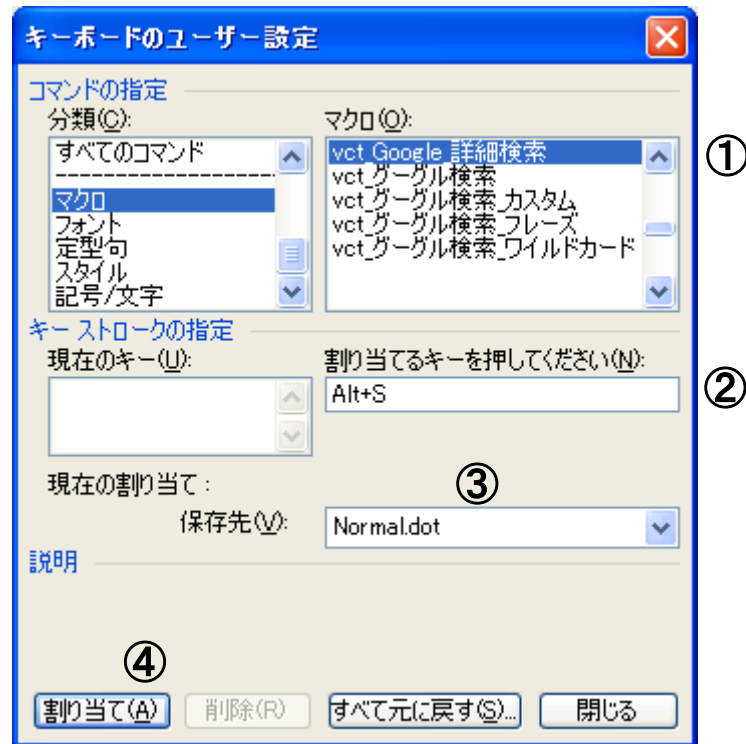 キーボードのユーザー設定
コマンドの指定
分類(C): マクロ(O):
すべてのコマンド
--------------------
マクロ
フォント
定型句
スタイル
記号/文字
vct Google 詳細検索
vct_グーグル検索
vct_グーグル検索_カスタム
vct_グーグル検索_フレーズ
vct_グーグル検索_ワイルドカード
①
キー ストロークの指定
現在のキー(U): 割り当てるキーを押してください(N):
Alt+S
②
現在の割り当て:
③
保存先(V): Normal.dot
説明
④
割り当て(A) 削除(R) すべて元に戻す(S)... 閉じる